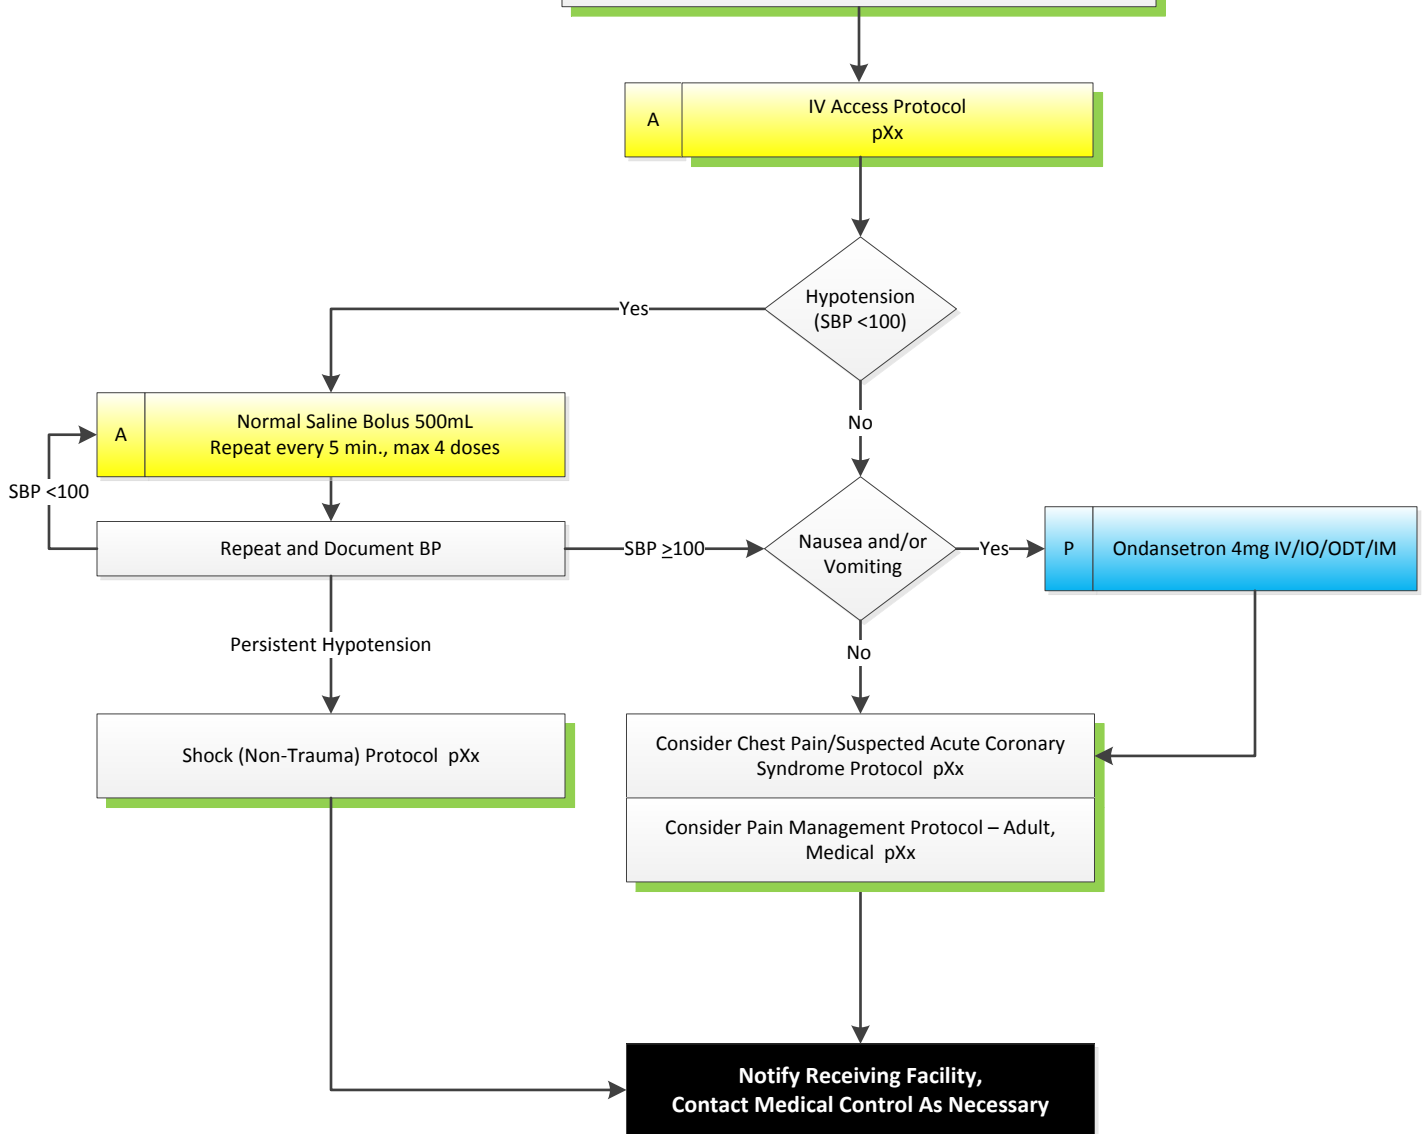 A
IV Access Protocol
pXx
Hypotension
(SBP <100)
Yes
No
A
Normal Saline Bolus 500mL
Repeat every 5 min., max 4 doses
SBP <100
Repeat and Document BP
SBP ≥100
Nausea and/or
Vomiting
Yes
P
Ondansetron 4mg IV/IO/ODT/IM
Persistent Hypotension
No
Shock (Non-Trauma) Protocol pXx
Consider Chest Pain/Suspected Acute Coronary
Syndrome Protocol pXx
Consider Pain Management Protocol – Adult,
Medical pXx
Notify Receiving Facility,
Contact Medical Control As Necessary